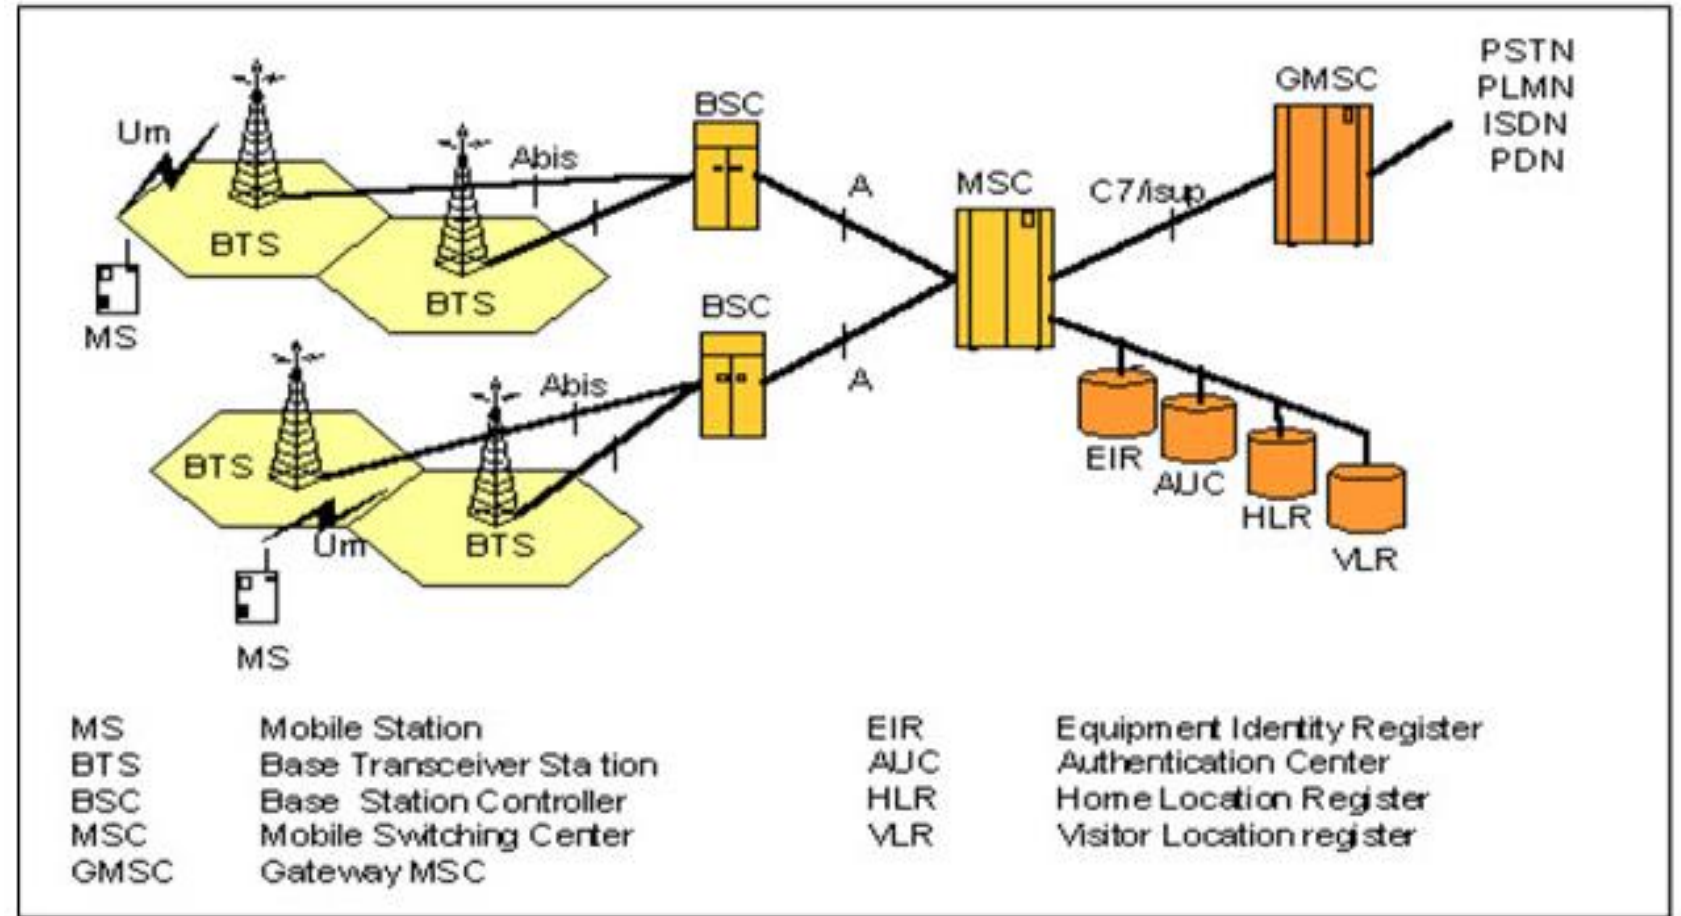 PSTN
PLMN
ISDN
PDN
GMSC
BSC
Um
Abis
MSC
A
C7/isup
BTS
BTS
MS
BSC
Abis
A
BTS
EIR
AUC
HLR
VLR
Um
BTS
MS
MS Mobile Station
BTS Base Transceiver Station
BSC Base Station Controller
MSC Mobile Switching Center
GMSC Gateway MSC
EIR Equipment Identity Register
AUC Authentication Center
HLR Home Location Register
VLR Visitor Location register